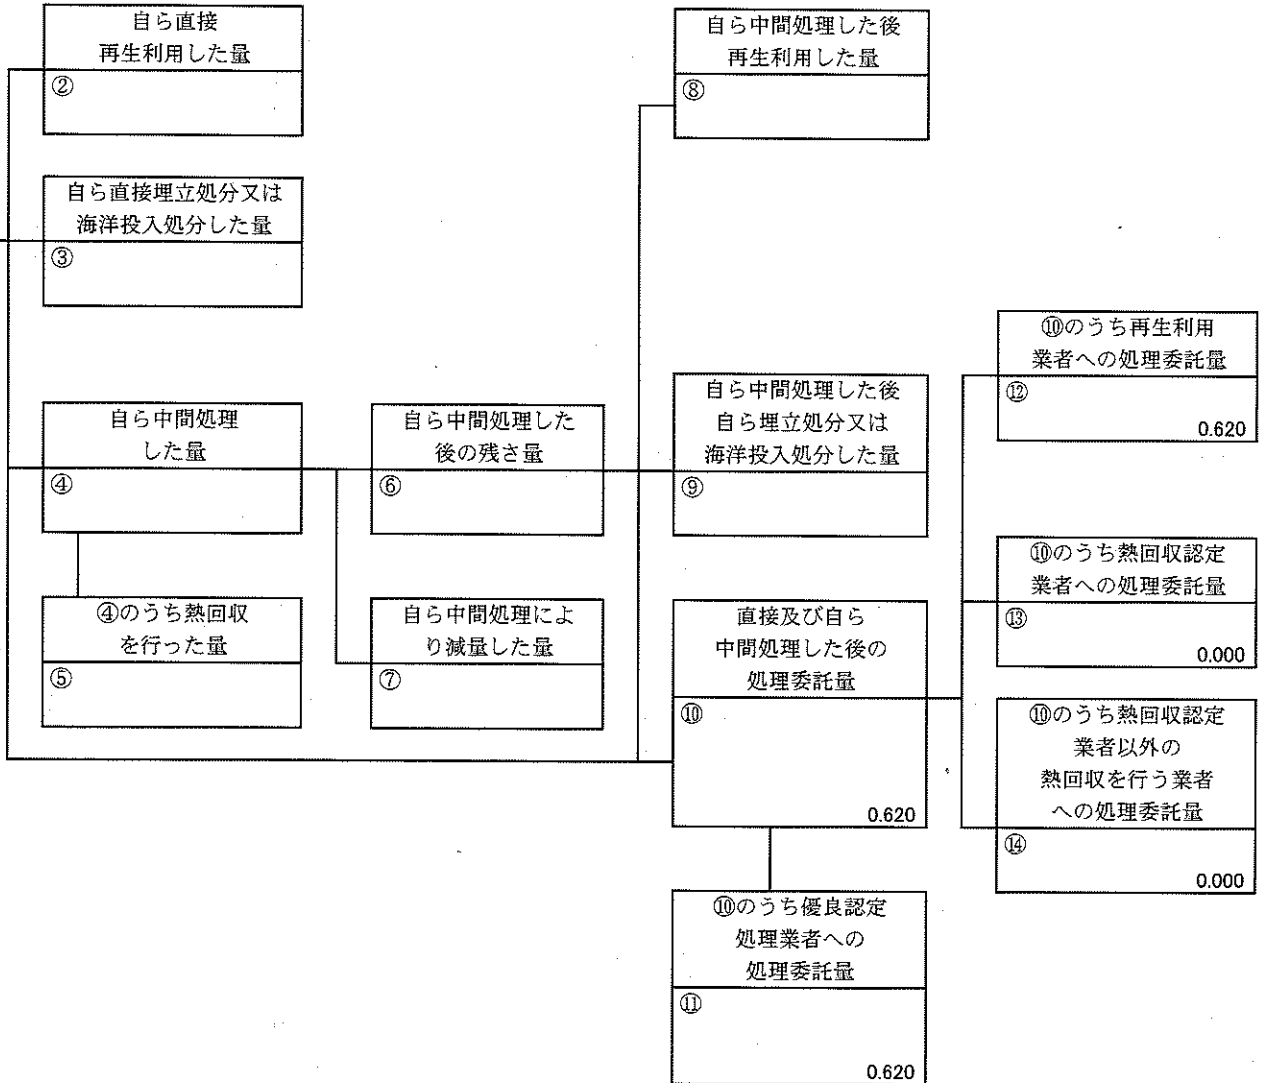 自ら直接
再生利用した量
②
自ら直接埋立処分又は
海洋投入処分した量
③
自ら中間処理
した量
④
④のうち熱回収
を行った量
⑤
自ら中間処理した
後の残さ量
⑥
自ら中間処理によ
り減量した量
⑦
自ら中間処理した後
再生利用した量
⑧
自ら中間処理した後
自ら埋立処分又は
海洋投入処分した量
⑨
直接及び自ら
中間処理した後の
処理委託量
⑩
0.620
⑩のうち優良認定
処理業者への
処理委託量
⑪
0.620
⑩のうち再生利用
業者への処理委託量
⑫
0.620
⑩のうち熱回収認定
業者への処理委託量
⑬
0.000
⑩のうち熱回収認定
業者以外の
熱回収を行う業者
への処理委託量
⑭
0.000